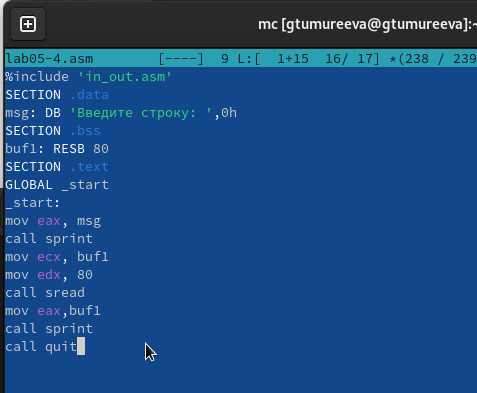 mc [gtumureeva@gtumureeva]:~
lab05-4.asm [----] 9 L:[ 1+15 16/ 17] *(238 / 239
%include 'in_out.asm'
SECTION .data
msg: DB 'Введите строку: ',0h
SECTION .bss
buf1: RESB 80
SECTION .text
GLOBAL _start
_start:
mov eax, msg
call sprint
mov ecx, buf1
mov edx, 80
call sread
mov eax,buf1
call sprint
call quit